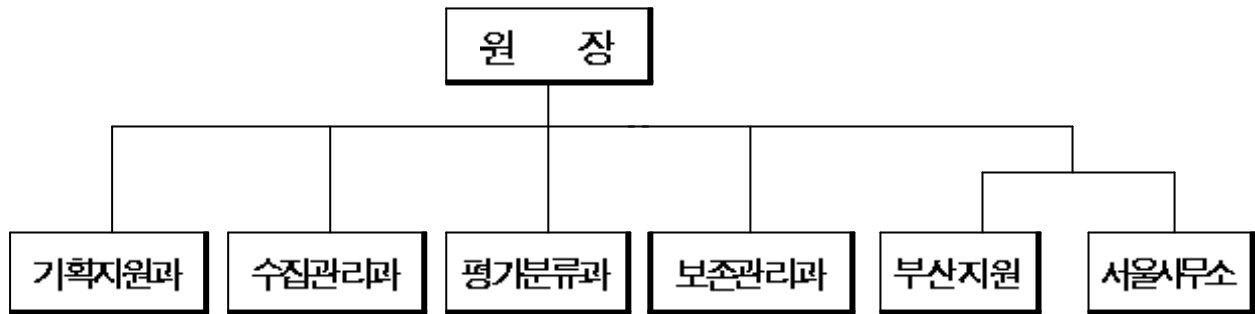 원 장
기획지원과
수집관리과
평가분류과
보존관리과
부산지원
서울사무소